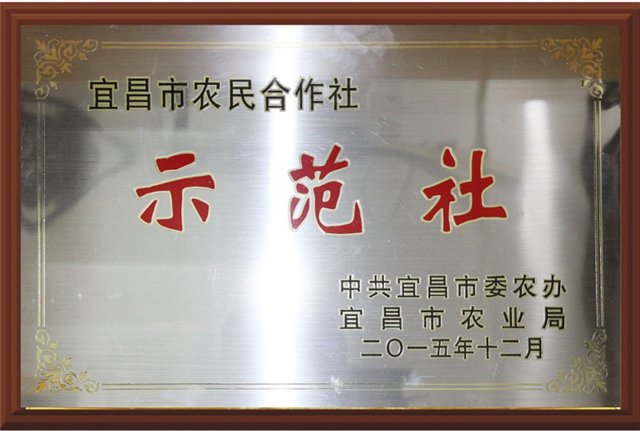 宜昌市农民合作社
示范社
中共宜昌市委农办
宜昌市农业局
二〇一五年十二月